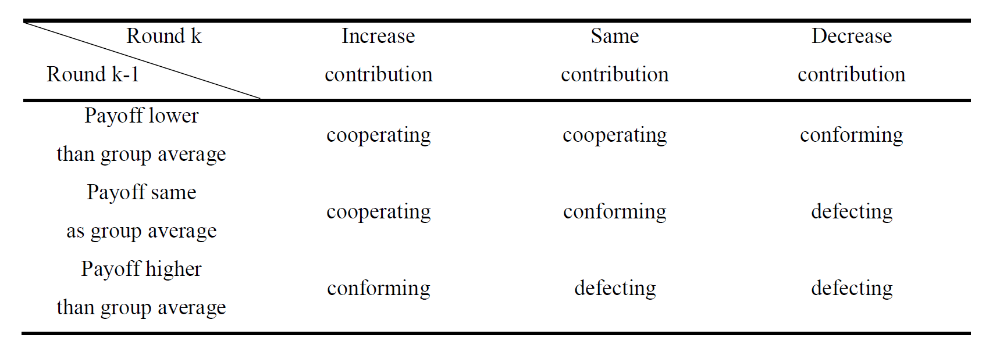 Round k Increase Same Decrease
Round k-1 contribution contribution contribution
Payoff lower
than group average
cooperating cooperating conforming
Payoff same
as group average
cooperating conforming defecting
Payoff higher
than group average
conforming defecting defecting